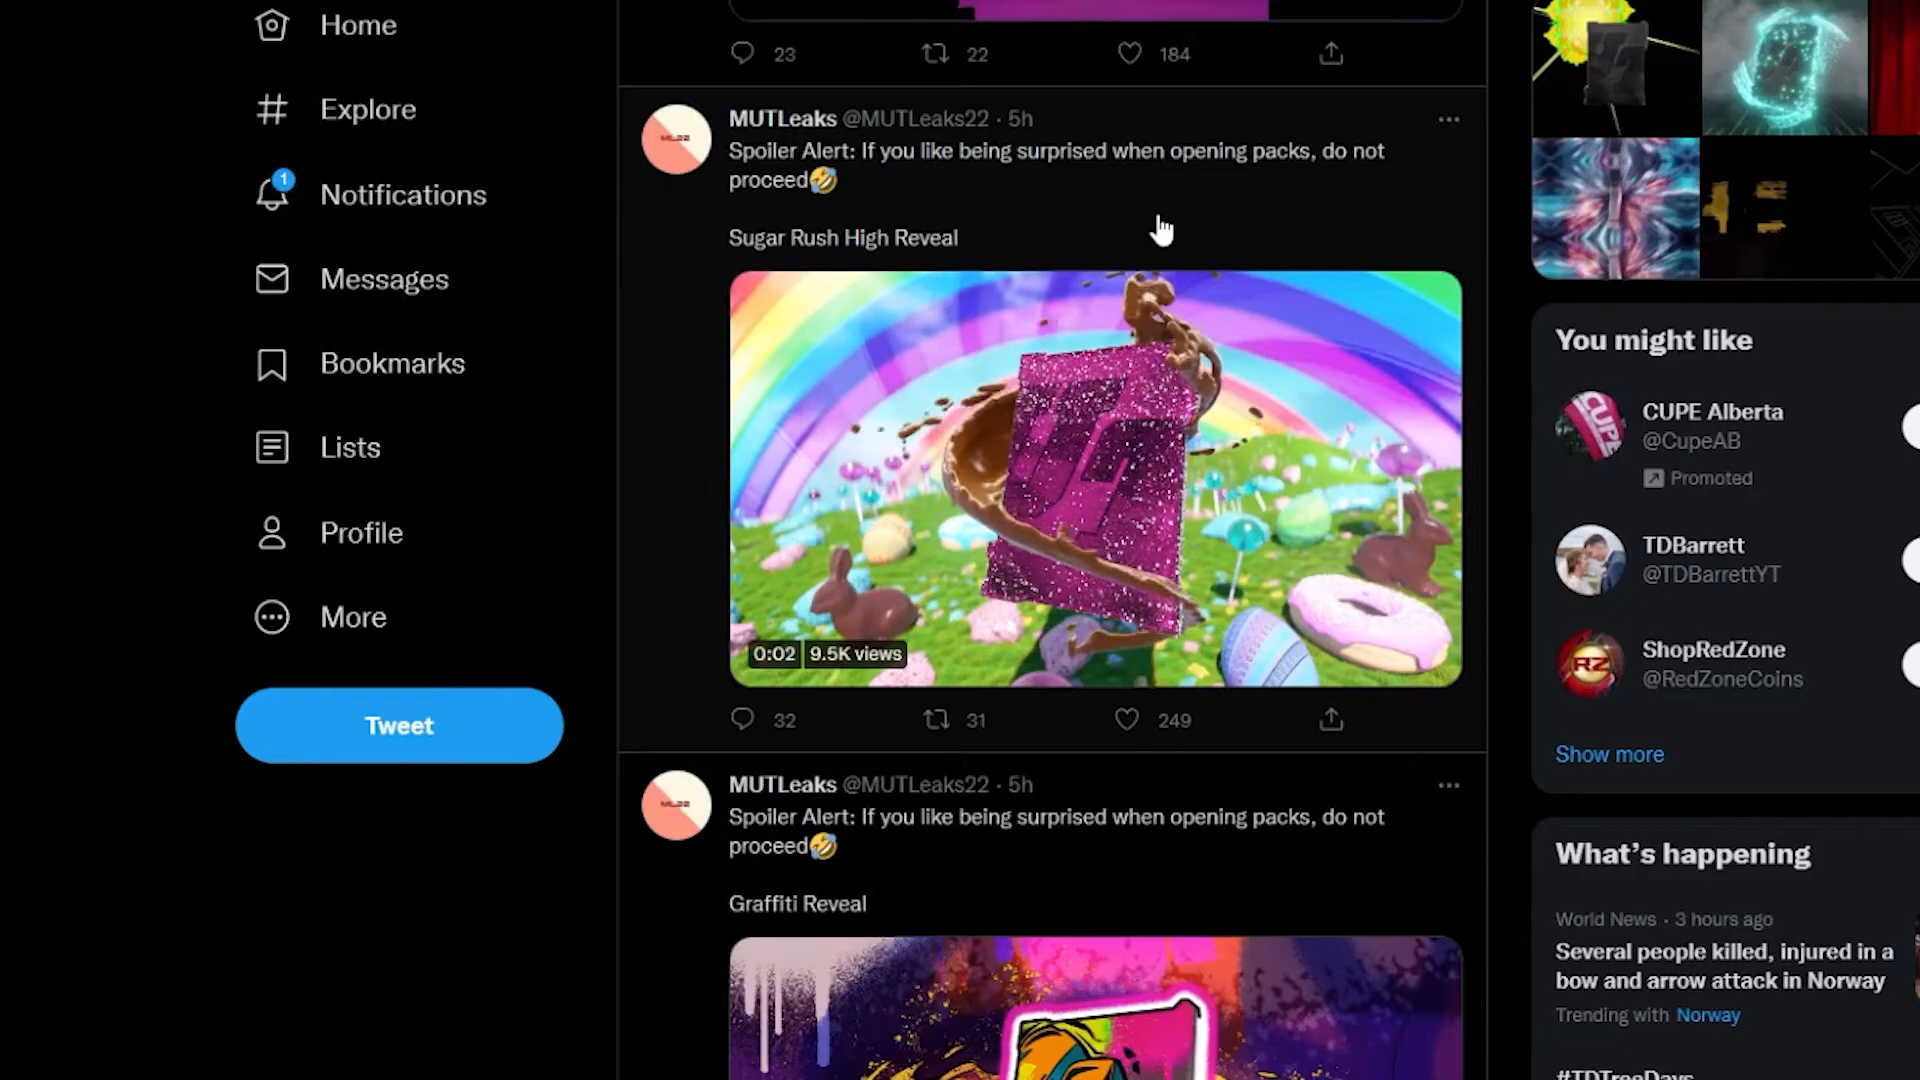 Home
Explore
1
Notifications
Messages
Bookmarks
Lists
Profile
More
Tweet
23 22 184
MUTLeaks @MUTLeaks22 · 5h
Spoiler Alert: If you like being surprised when opening packs, do not
proceed🤣
Sugar Rush High Reveal
0:02 9.5K views
32 31 249
MUTLeaks @MUTLeaks22 · 5h
Spoiler Alert: If you like being surprised when opening packs, do not
proceed🤣
Graffiti Reveal
You might like
CUPE Alberta
@CupeAB
Promoted
TDBarrett
@TDBarrettYT
RZ
ShopRedZone
@RedZoneCoins
Show more
What's happening
World News · 3 hours ago
Several people killed, injured in a
bow and arrow attack in Norway
Trending with Norway
#TDTreeDays